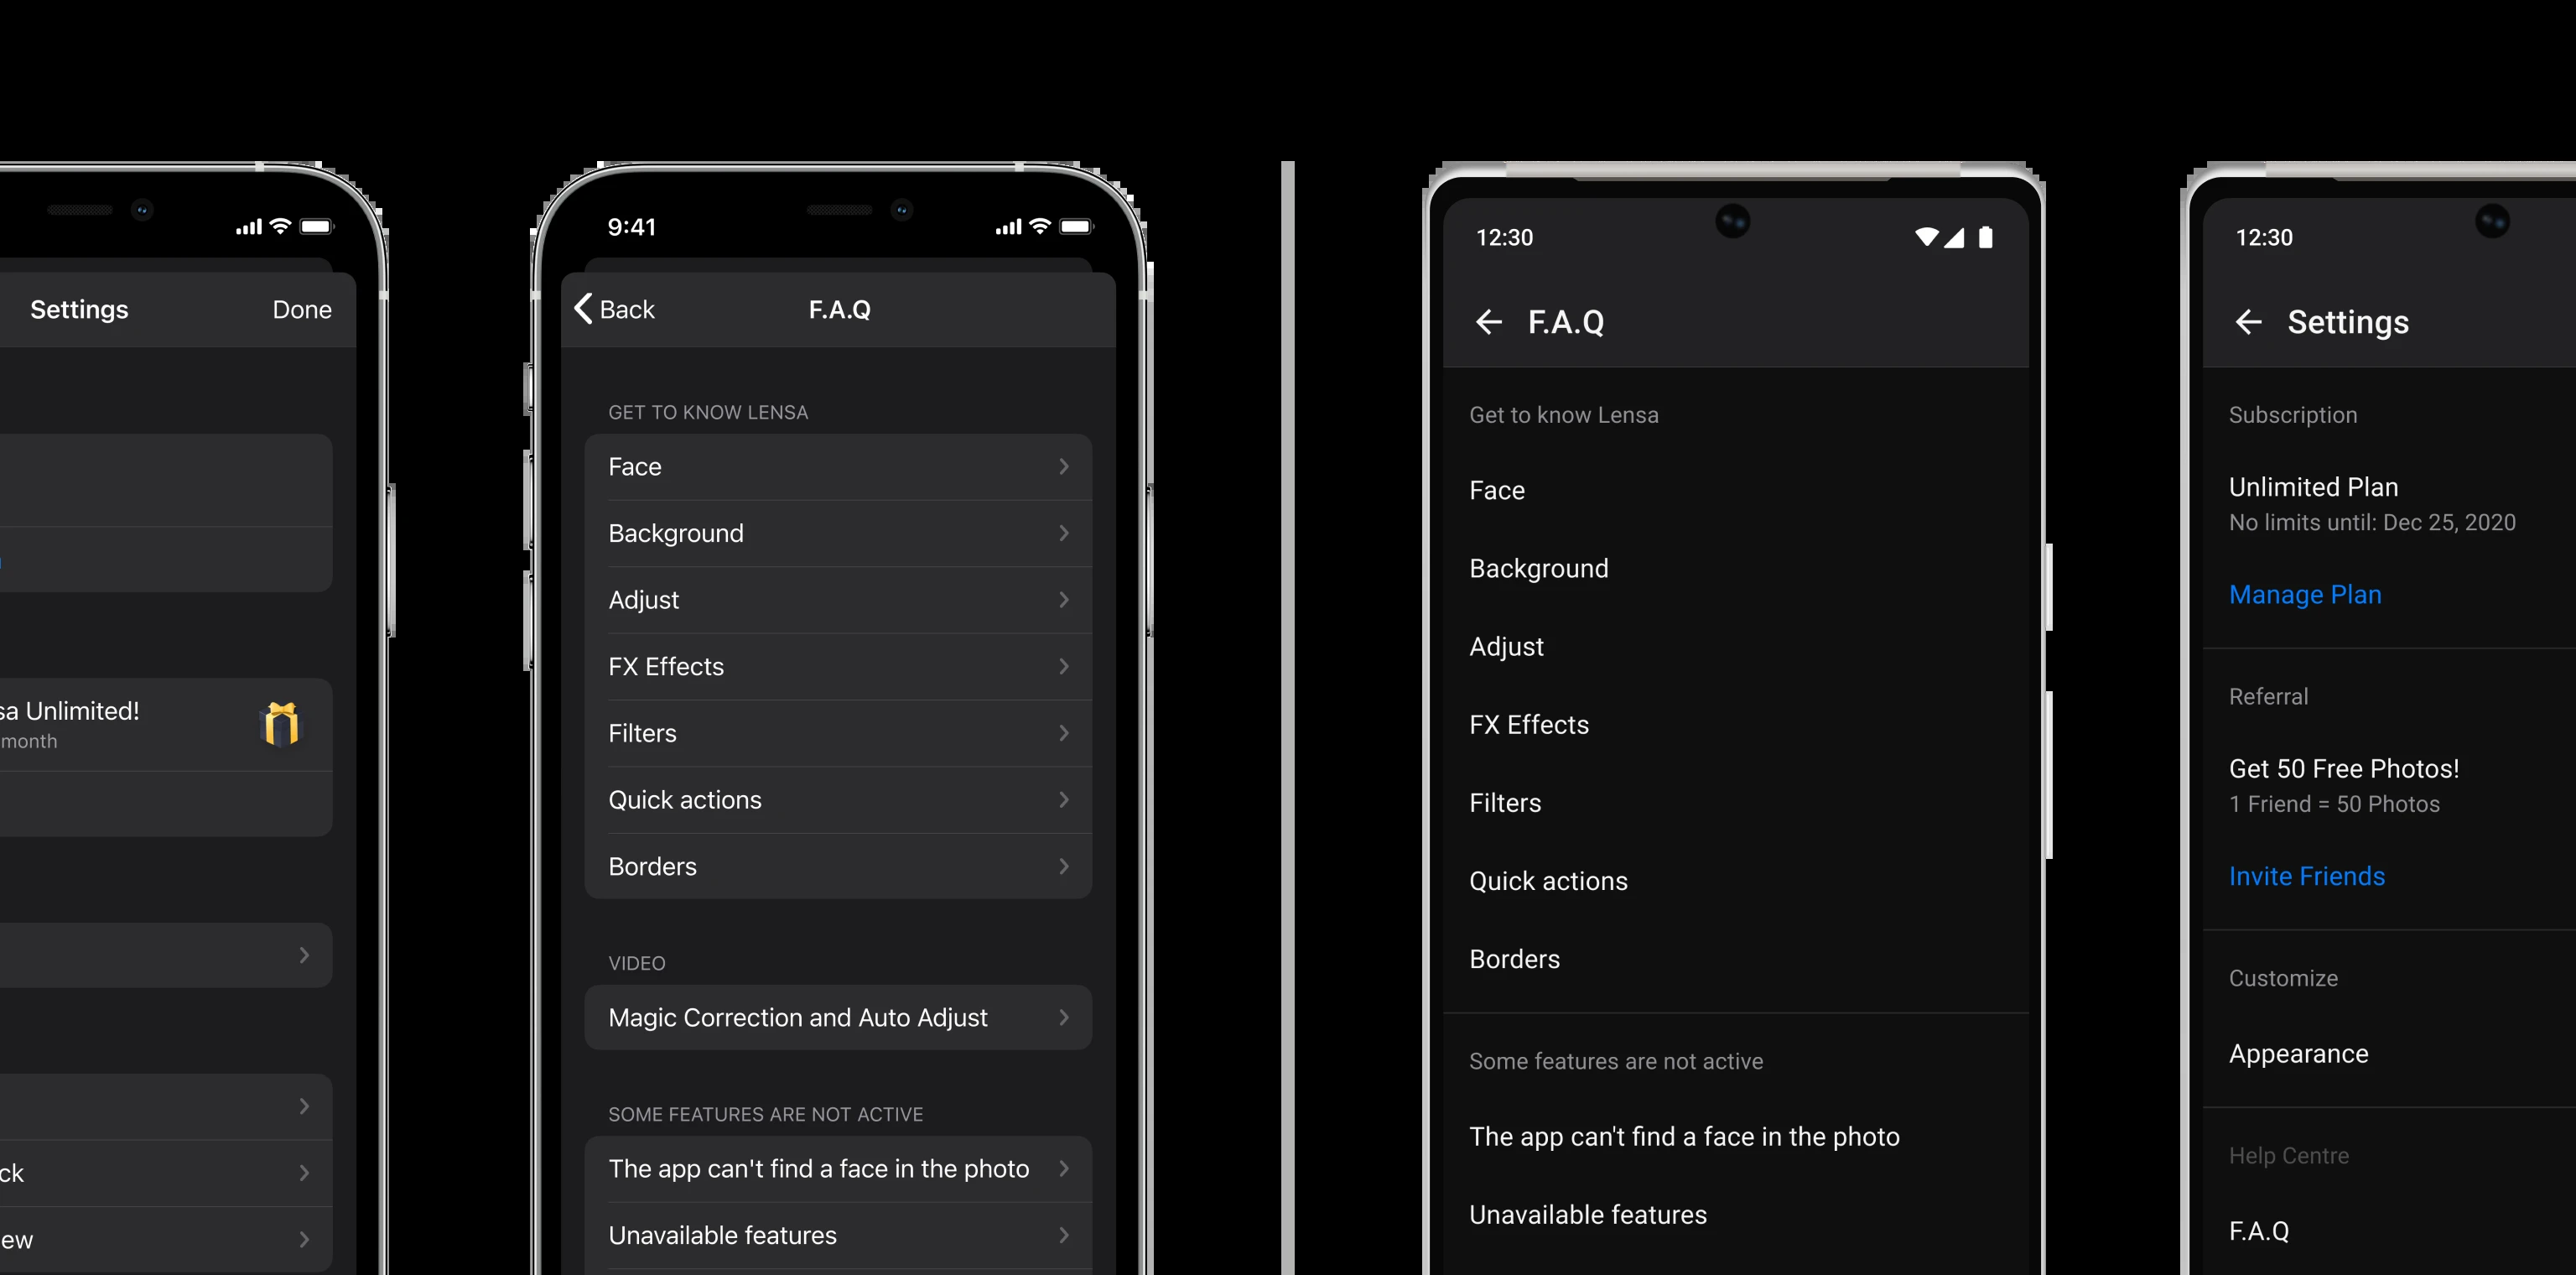 Settings
Done
sa Unlimited!
month
ck
ew
9:41
Back
F.A.Q
GET TO KNOW LENSA
Face
Background
Adjust
FX Effects
Filters
Quick actions
Borders
VIDEO
Magic Correction and Auto Adjust
SOME FEATURES ARE NOT ACTIVE
The app can't find a face in the photo
Unavailable features
12:30
F.A.Q
Get to know Lensa
Face
Background
Adjust
FX Effects
Filters
Quick actions
Borders
Some features are not active
The app can't find a face in the photo
Unavailable features
12:30
Settings
Subscription
Unlimited Plan
No limits until: Dec 25, 2020
Manage Plan
Referral
Get 50 Free Photos!
1 Friend = 50 Photos
Invite Friends
Customize
Appearance
Help Centre
F.A.Q